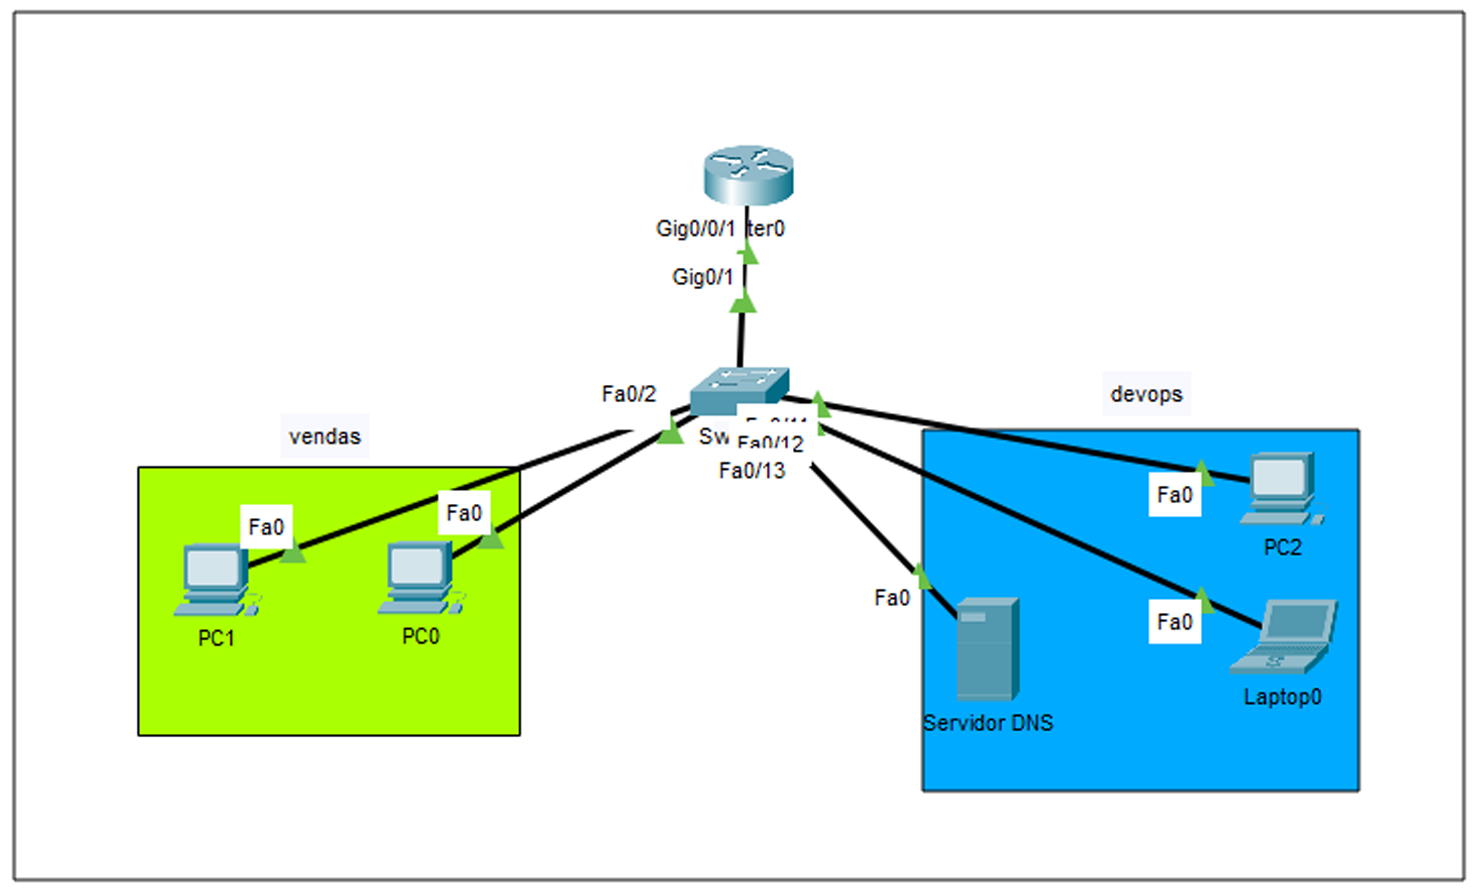 Gig0/0/1 ter0
Gig0/1
Fa0/2
devops
vendas
Sw
Fa0/12
Fa0/13
Fa0
Fa0
Fa0
PC2
Fa0
Fa0
PC1
PC0
Laptop0
Servidor DNS